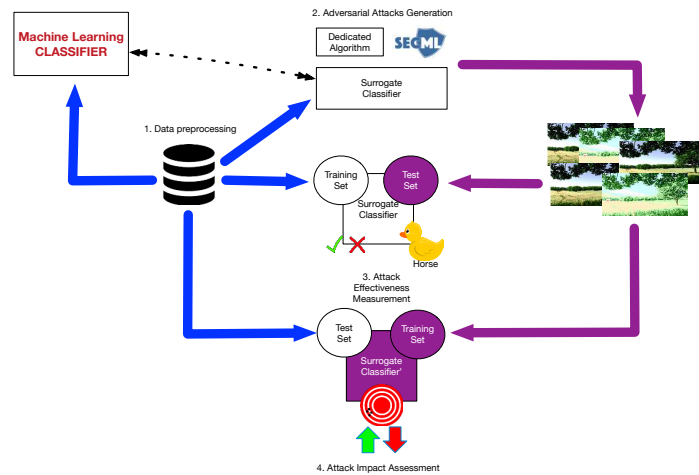 Machine Learning
CLASSIFIER
2. Adversarial Attacks Generation
Dedicated
Algorithm
SECML
Surrogate
Classifier
1. Data preprocessing
Training
Set
Test
Set
Surrogate
Classifier
Horse
3. Attack
Effectiveness
Measurement
Test
Set
Training
Set
Surrogate
Classifier'
4. Attack Impact Assessment